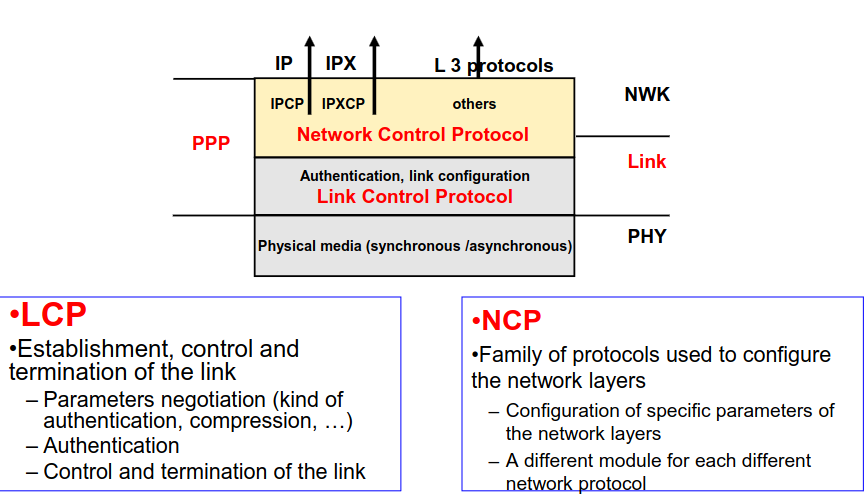 IP IPX L 3 protocols
NWK
IPCP IPXCP others
Network Control Protocol
PPP
Link
Authentication, link configuration
Link Control Protocol
PHY
Physical media (synchronous /asynchronous)
•LCP
•Establishment, control and
termination of the link
– Parameters negotiation (kind of
authentication, compression, …)
– Authentication
– Control and termination of the link
•NCP
•Family of protocols used to configure
the network layers
– Configuration of specific parameters of
the network layers
– A different module for each different
network protocol